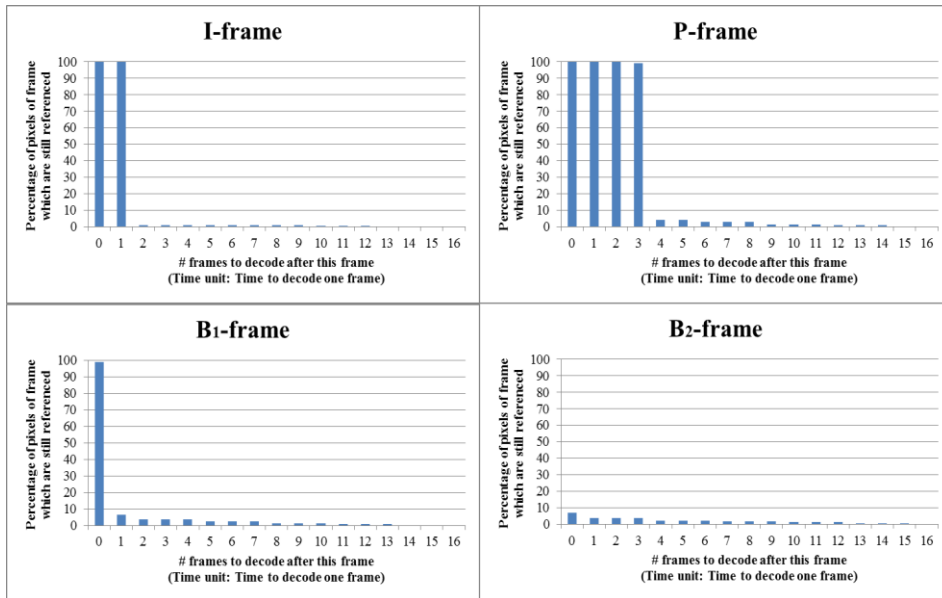 I-frame
Percentage of pixels of frame
which are still referenced
100
90
80
70
60
50
40
30
20
10
0
0 1 2 3 4 5 6 7 8 9 10 11 12 13 14 15 16
# frames to decode after this frame
(Time unit: Time to decode one frame)
P-frame
Percentage of pixels of frame
which are still referenced
100
90
80
70
60
50
40
30
20
10
0
0 1 2 3 4 5 6 7 8 9 10 11 12 13 14 15 16
# frames to decode after this frame
(Time unit: Time to decode one frame)
B1-frame
Percentage of pixels of frame
which are still referenced
100
90
80
70
60
50
40
30
20
10
0
0 1 2 3 4 5 6 7 8 9 10 11 12 13 14 15 16
# frames to decode after this frame
(Time unit: Time to decode one frame)
B2-frame
Percentage of pixels of frame
which are still referenced
100
90
80
70
60
50
40
30
20
10
0
0 1 2 3 4 5 6 7 8 9 10 11 12 13 14 15 16
# frames to decode after this frame
(Time unit: Time to decode one frame)